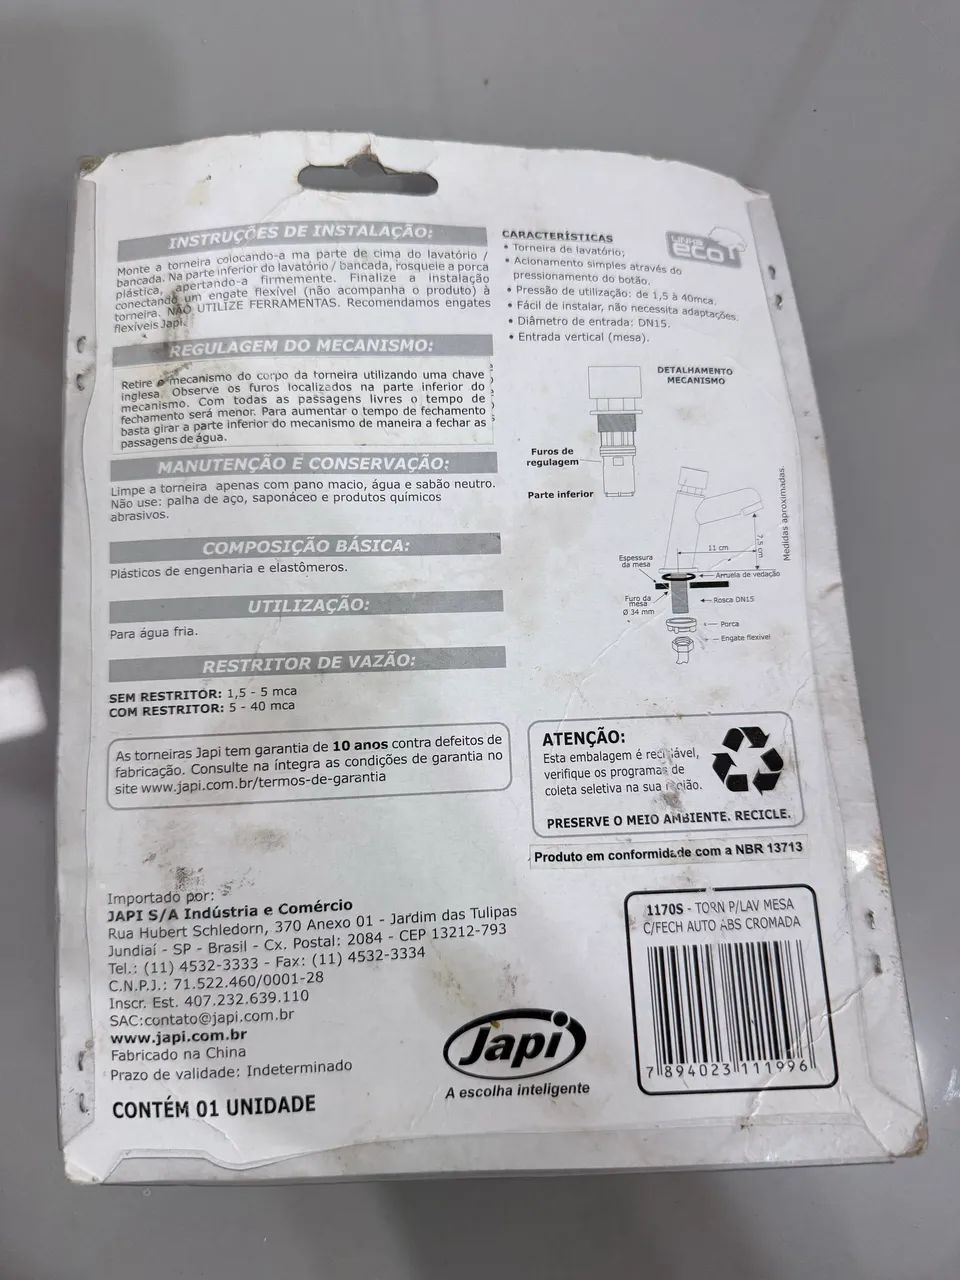 INSTRUÇÕES DE INSTALAÇÃO:
Monte a torneira colocando-a ma parte de cima do lavatório /
bancada. Na parte inferior do lavatório / bancada, rosqueie a porca
plástica, apertando-a firmemente. Finalize a instalação
conectando um engate flexível (não acompanha o produto) à
torneira. NÃO UTILIZE FERRAMENTAS. Recomendamos engates
flexíveis Japi.
REGULAGEM DO MECANISMO:
Retire o mecanismo do corpo da torneira utilizando uma chave
inglesa. Observe os furos localizados na parte inferior do
mecanismo. Com todas as passagens livres o tempo de
fechamento será menor. Para aumentar o tempo de fechamento
basta girar a parte inferior do mecanismo de maneira a fechar as
passagens de água.
MANUTENÇÃO E CONSERVAÇÃO:
Limpe a torneira apenas com pano macio, água e sabão neutro.
Não use: palha de aço, saponáceo e produtos químicos
abrasivos.
COMPOSIÇÃO BÁSICA:
Plásticos de engenharia e elastômeros.
UTILIZAÇÃO:
Para água fria.
RESTRITOR DE VAZÃO:
SEM RESTRITOR: 1,5 - 5 mca
COM RESTRITOR: 5 - 40 mca
As torneiras Japi tem garantia de 10 anos contra defeitos de
fabricação. Consulte na íntegra as condições de garantia no
site www.japi.com.br/termos-de-garantia
Importado por:
JAPI S/A Indústria e Comércio
Rua Hubert Schledorn, 370 Anexo 01 - Jardim das Tulipas
Jundiaí - SP - Brasil - Cx. Postal: 2084 - CEP 13212-793
Tel.: (11) 4532-3333 - Fax: (11) 4532-3334
C.N.P.J.: 71.522.460/0001-28
Inscr. Est. 407.232.639.110
SAC:contato@japi.com.br
www.japi.com.br
Fabricado na China
Prazo de validade: Indeterminado
CONTÉM 01 UNIDADE
CARACTERÍSTICAS
• Torneira de lavatório;
• Acionamento simples através do
pressionamento do botão.
• Pressão de utilização: de 1,5 à 40mca.
• Fácil de instalar, não necessita adaptações.
• Diâmetro de entrada: DN15.
• Entrada vertical (mesa).
LINHA
eco
DETALHAMENTO
MECANISMO
Furos de
regulagem
Parte inferior
11 cm
7,5 cm
Medidas aproximadas.
Espessura
da mesa
Arruela de vedação
Furo da
mesa
Ø 34 mm
Rosca DN15
Porca
Engate flexível
ATENÇÃO:
Esta embalagem é reciclável,
verifique os programas de
coleta seletiva na sua região.
PRESERVE O MEIO AMBIENTE. RECICLE.
Produto em conformidade com a NBR 13713
1170S - TORN P/LAV MESA
C/FECH AUTO ABS CROMADA
7 894023 111996
Japi
A escolha inteligente